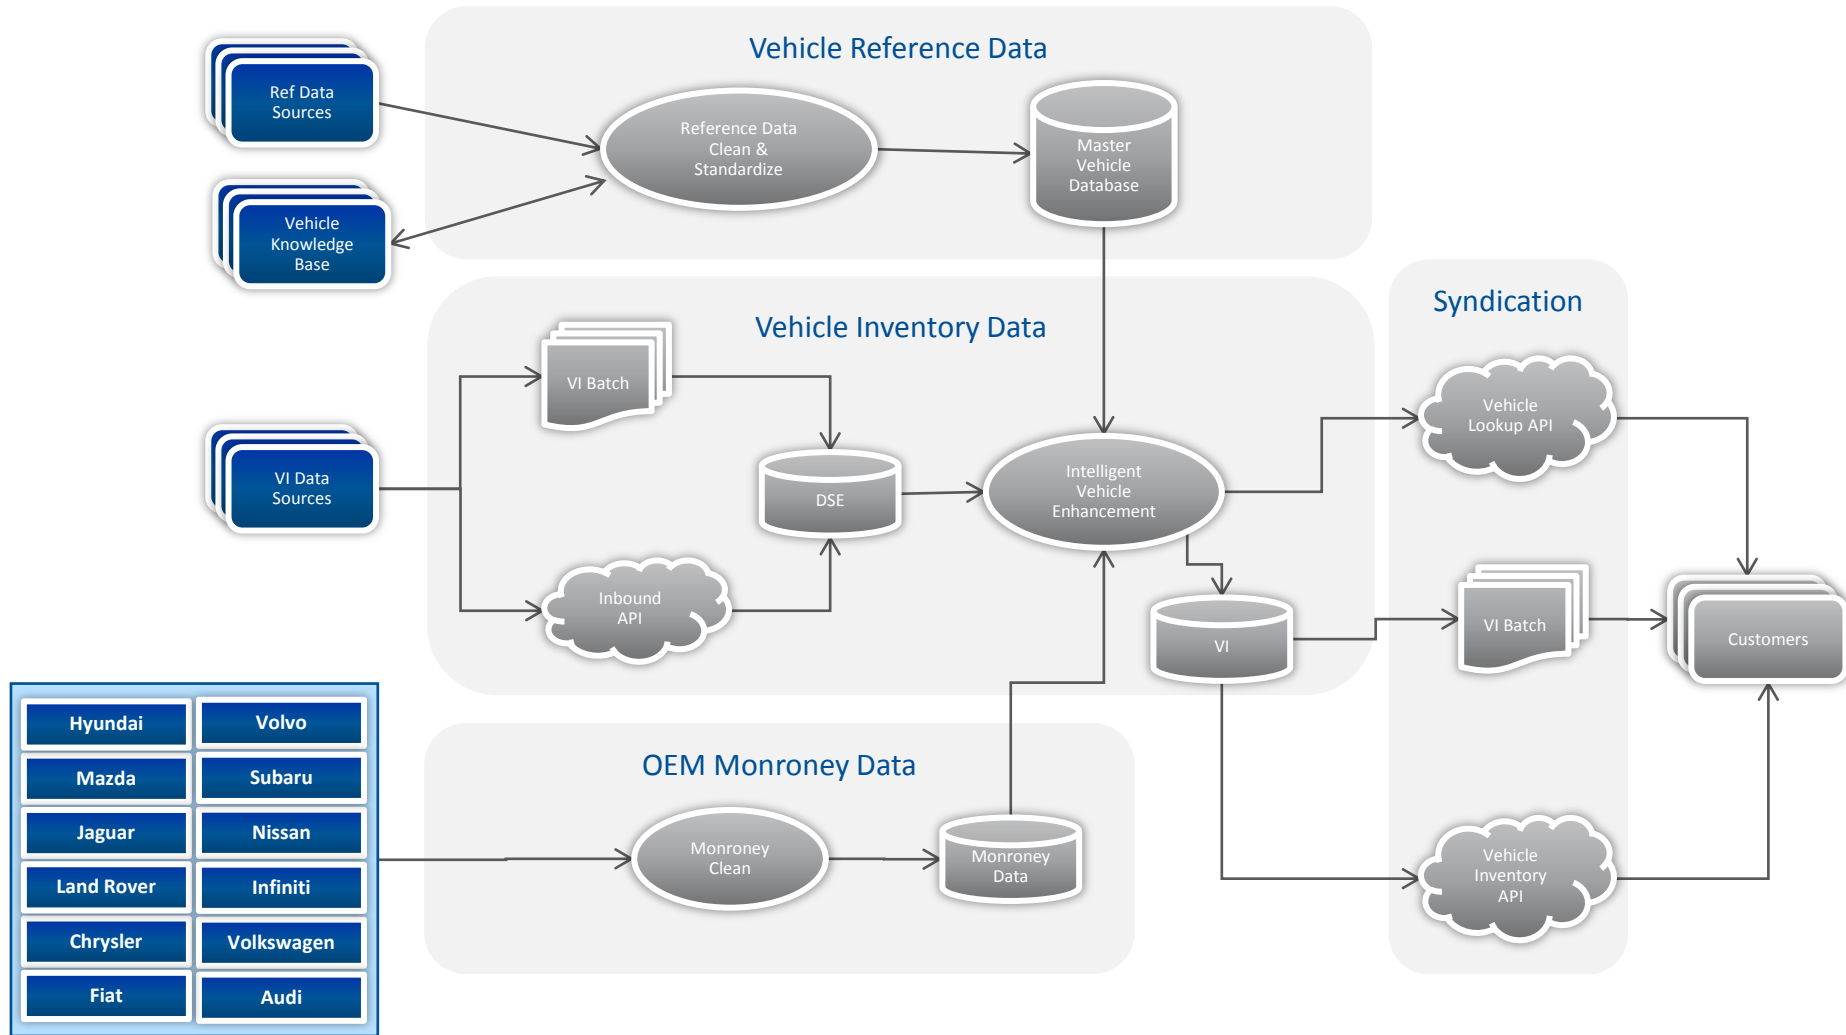 Vehicle Reference Data
Ref Data
Sources
Reference Data
Clean &
Standardize
Master
Vehicle
Database
Vehicle
Knowledge
Base
Vehicle Inventory Data
Syndication
VI Batch
Vehicle
Lookup API
VI Data
Sources
DSE
Intelligent
Vehicle
Enhancement
Inbound
API
VI
VI Batch
Customers
Hyundai
Volvo
Mazda
Subaru
Jaguar
Nissan
Land Rover
Infiniti
Chrysler
Volkswagen
Fiat
Audi
OEM Monroney Data
Monroney
Clean
Monroney
Data
Vehicle
Inventory
API